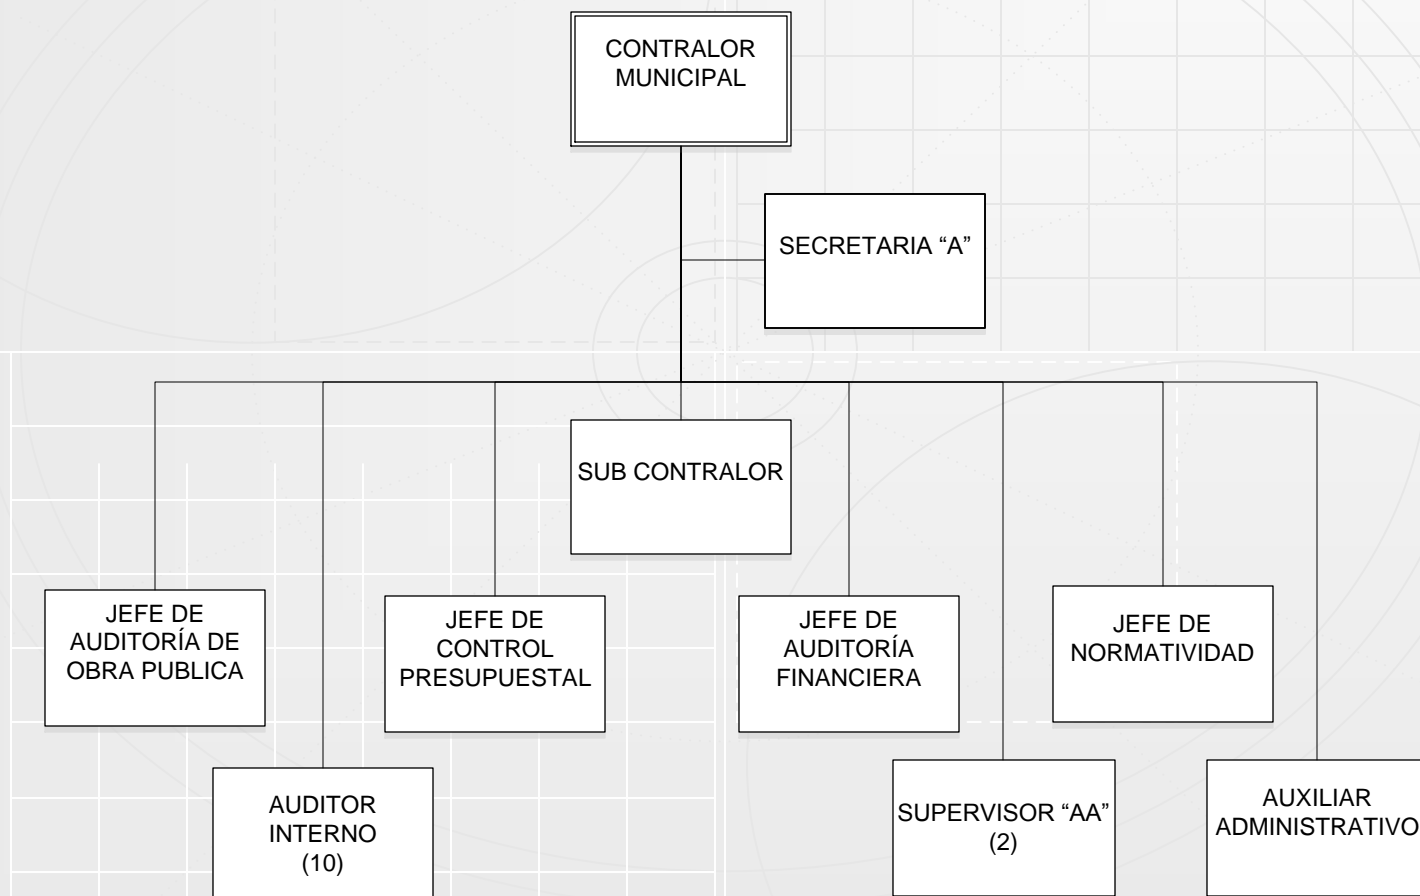 CONTRALOR
MUNICIPAL
SECRETARIA “A”
SUB CONTRALOR
JEFE DE
AUDITORÍA DE
OBRA PUBLICA
JEFE DE
CONTROL
PRESUPUESTAL
JEFE DE
AUDITORÍA
FINANCIERA
JEFE DE
NORMATIVIDAD
AUDITOR
INTERNO
(10)
SUPERVISOR “AA”
(2)
AUXILIAR
ADMINISTRATIVO